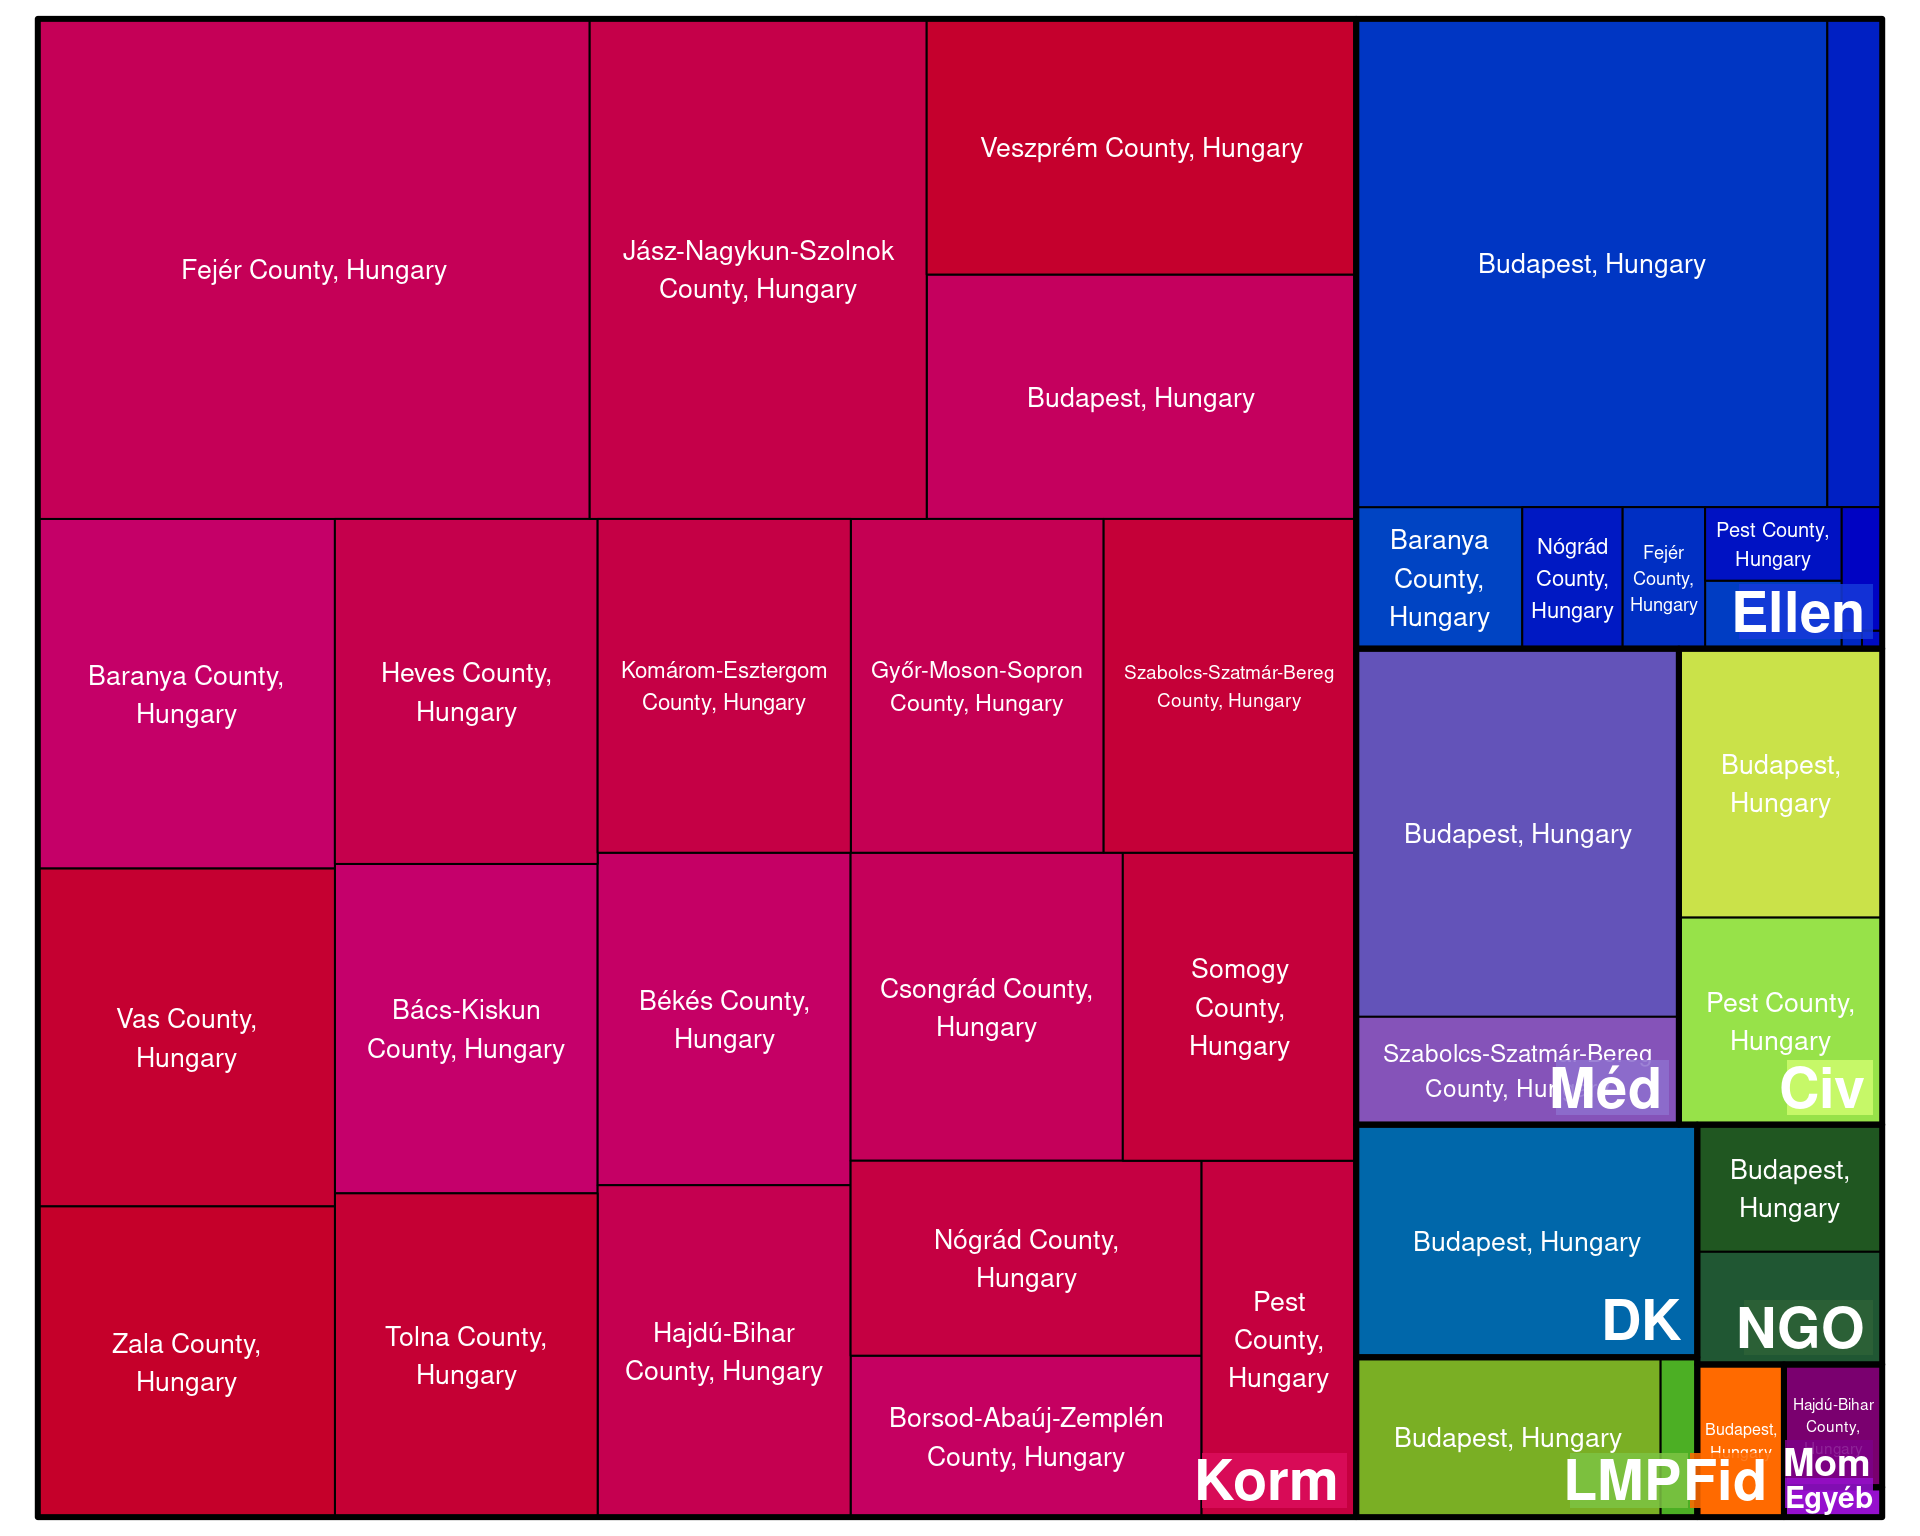 Fejér County, Hungary
Jász-Nagykun-Szolnok
County, Hungary
Veszprém County, Hungary
Budapest, Hungary
Baranya County,
Hungary
Heves County,
Hungary
Komárom-Esztergom
County, Hungary
Győr-Moson-Sopron
County, Hungary
Szabolcs-Szatmár-Bereg
County, Hungary
Vas County,
Hungary
Bács-Kiskun
County, Hungary
Békés County,
Hungary
Csongrád County,
Hungary
Somogy
County,
Hungary
Zala County,
Hungary
Tolna County,
Hungary
Hajdú-Bihar
County, Hungary
Nógrád County,
Hungary
Borsod-Abaúj-Zemplén
County, Hungary
Pest
County,
Hungary
Korm
Budapest, Hungary
Baranya
County,
Hungary
Nógrád
County,
Hungary
Fejér
County,
Hungary
Pest County,
Hungary
Ellen
Budapest, Hungary
Szabolcs-Szatmár-Bereg
County,
Méd
Budapest,
Hungary
Pest County,
Hungary
Civ
Budapest, Hungary
DK
Budapest,
Hungary
NGO
Budapest, Hungary
LMP
Budapest,
Hungary
Fid
Hajdú-Bihar
County,
Hungary
Mom
Egyéb